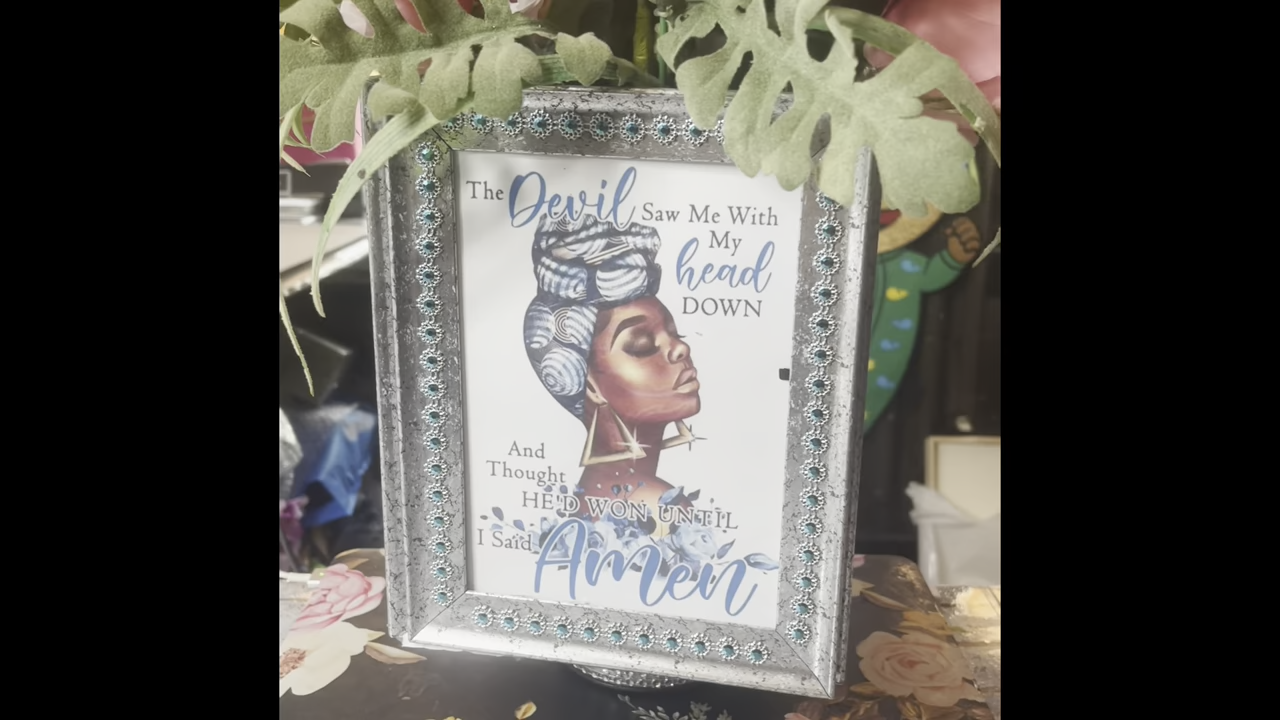 The Devil Saw Me With
My
head
DOWN
And
Thought
HE'D WON UNTIL
I Said Amen